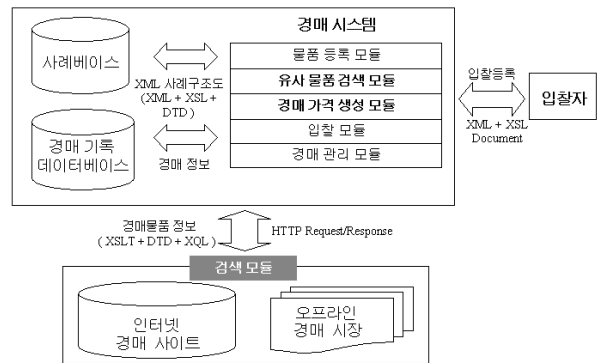 경매 시스템
사례베이스
XML 사례구조도
(XML + XSL +
DTD )
경매 기록
데이터베이스
경매 정보
물품 등록 모듈
유사 물품 검색 모듈
경매 가격 생성 모듈
입찰 모듈
경매 관리 모듈
입찰등록
XML + XSL
Document
입찰자
경매물품 정보
( XSLT + DTD + XQL )
HTTP Request/Response
검색 모듈
인터넷
경매 사이트
오프라인
경매 시장